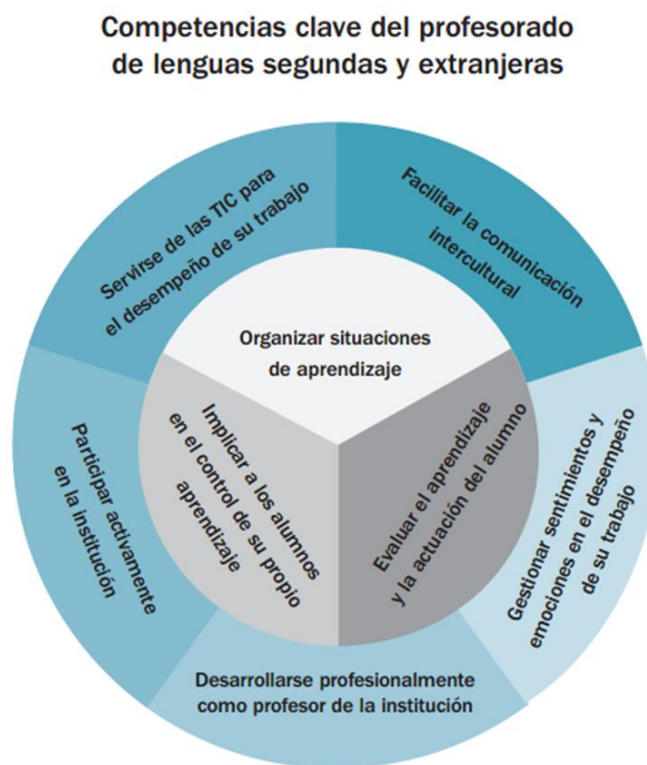 Competencias clave del profesorado
de lenguas segundas y extranjeras
Servirse de las TIC para
el desempeño de su trabajo
Facilitar la comunicación
intercultural
Organizar situaciones
de aprendizaje
Implicar a los alumnos
en el control de su propio
aprendizaje
Evaluar el aprendizaje
y la actuación del alumno
Participar activamente
en la institución
Gestionar sentimientos y
emociones en el desempeño
de su trabajo
Desarrollarse profesionalmente
como profesor de la institución